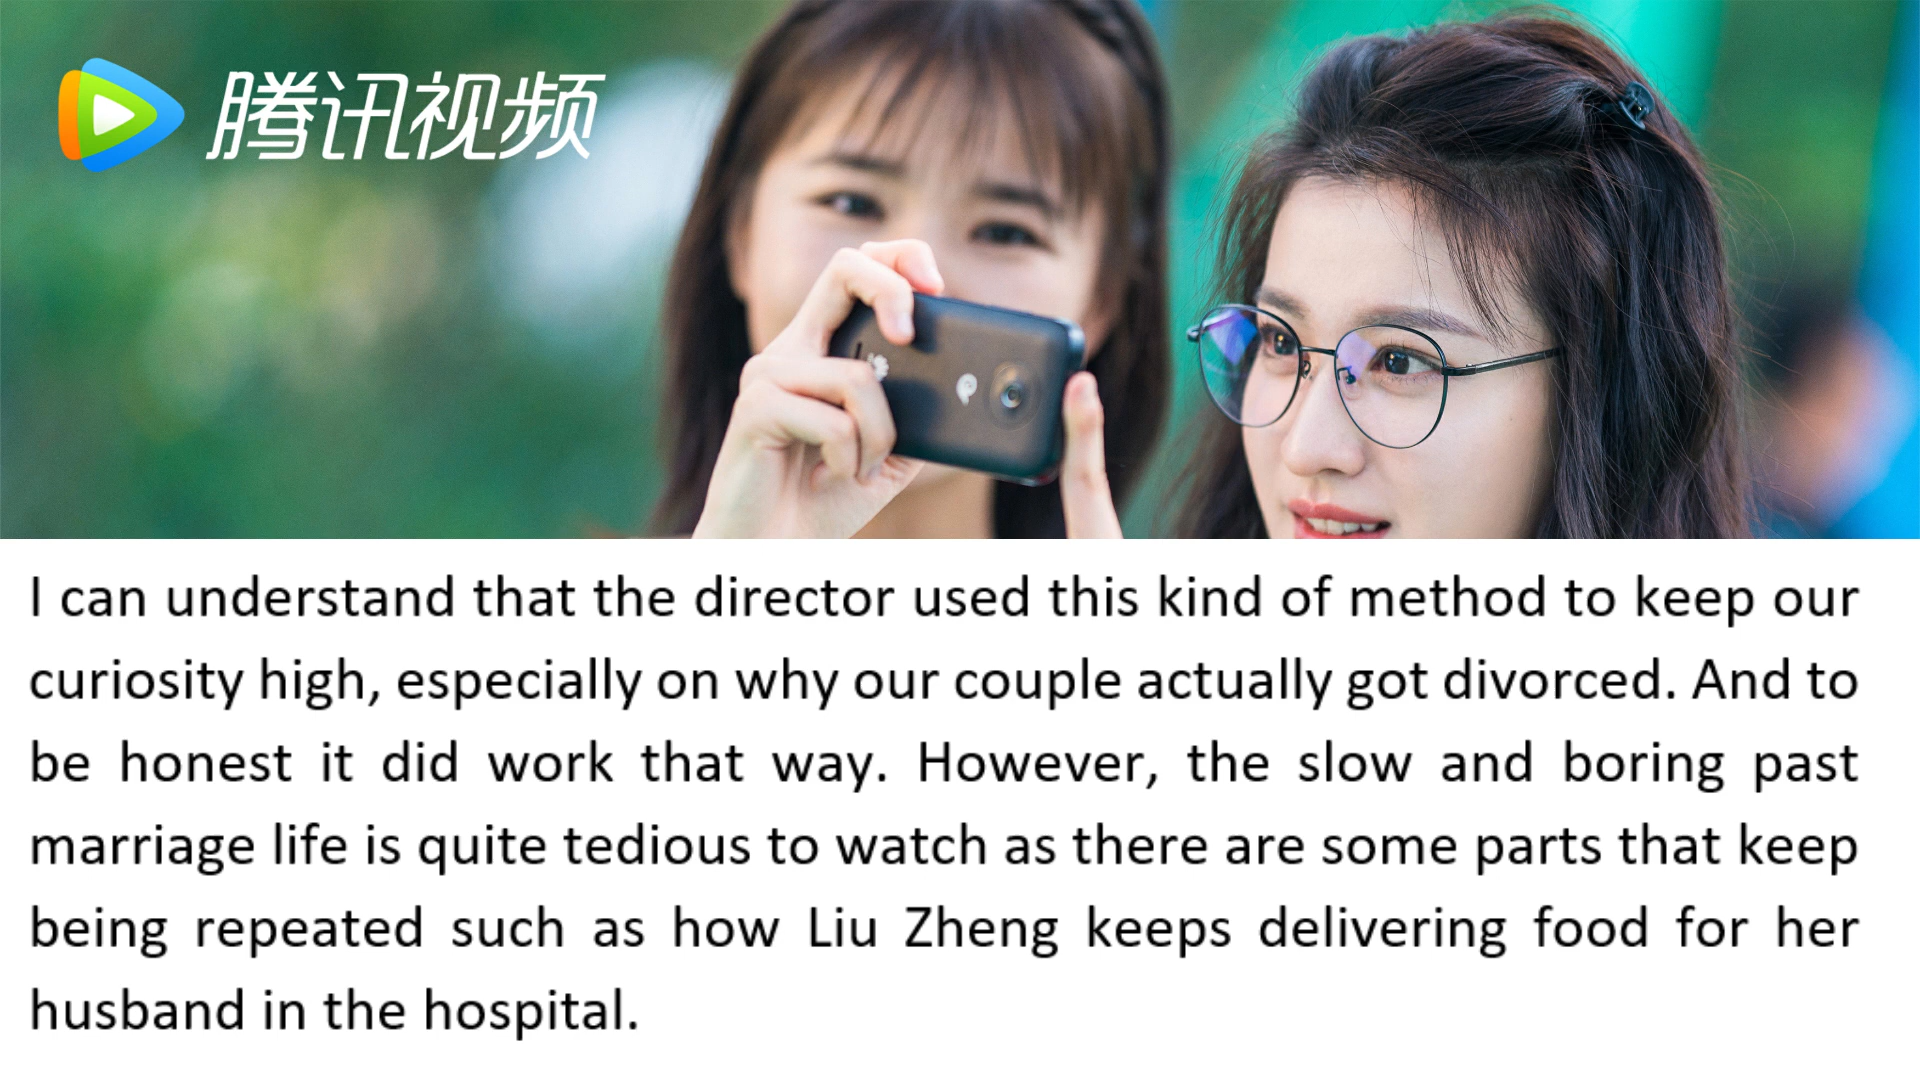 腾讯视频
I can understand that the director used this kind of method to keep our
curiosity high, especially on why our couple actually got divorced. And to
be honest it did work that way. However, the slow and boring past
marriage life is quite tedious to watch as there are some parts that keep
being repeated such as how Liu Zheng keeps delivering food for her
husband in the hospital.